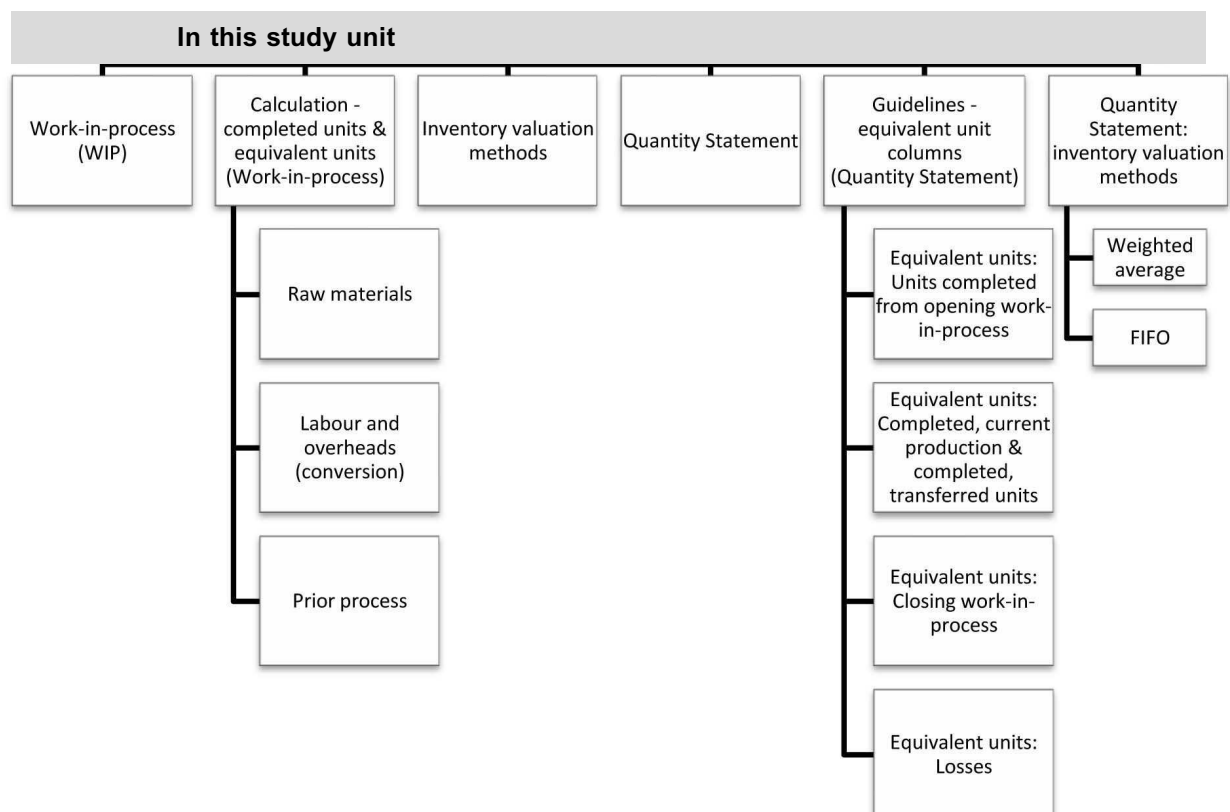 In this study unit
Work-in-process
(WIP)
Calculation -
completed units &
equivalent units
(Work-in-process)
Inventory valuation
methods
Quantity Statement
Guidelines -
equivalent unit
columns
(Quantity Statement)
Quantity
Statement:
inventory valuation
methods
Raw materials
Labour and
overheads
(conversion)
Prior process
Equivalent units:
Units completed
from opening work-
in-process
Equivalent units:
Completed, current
production &
completed,
transferred units
Equivalent units:
Closing work-in-
process
Equivalent units:
Losses
Weighted
average
FIFO